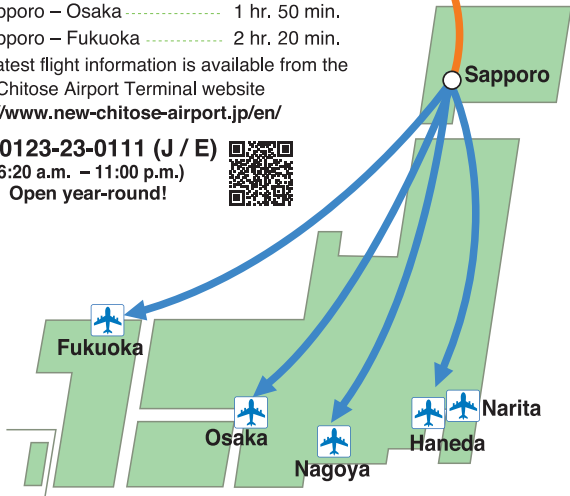 pporo – Osaka 1 hr. 50 min.
pporo – Fukuoka 2 hr. 20 min.
atest flight information is available from the
Chitose Airport Terminal website
/www.new-chitose-airport.jp/en/
0123-23-0111 (J / E)
6:20 a.m. – 11:00 p.m.)
Open year-round!
Sapporo
Fukuoka
Osaka
Nagoya
Haneda
Narita